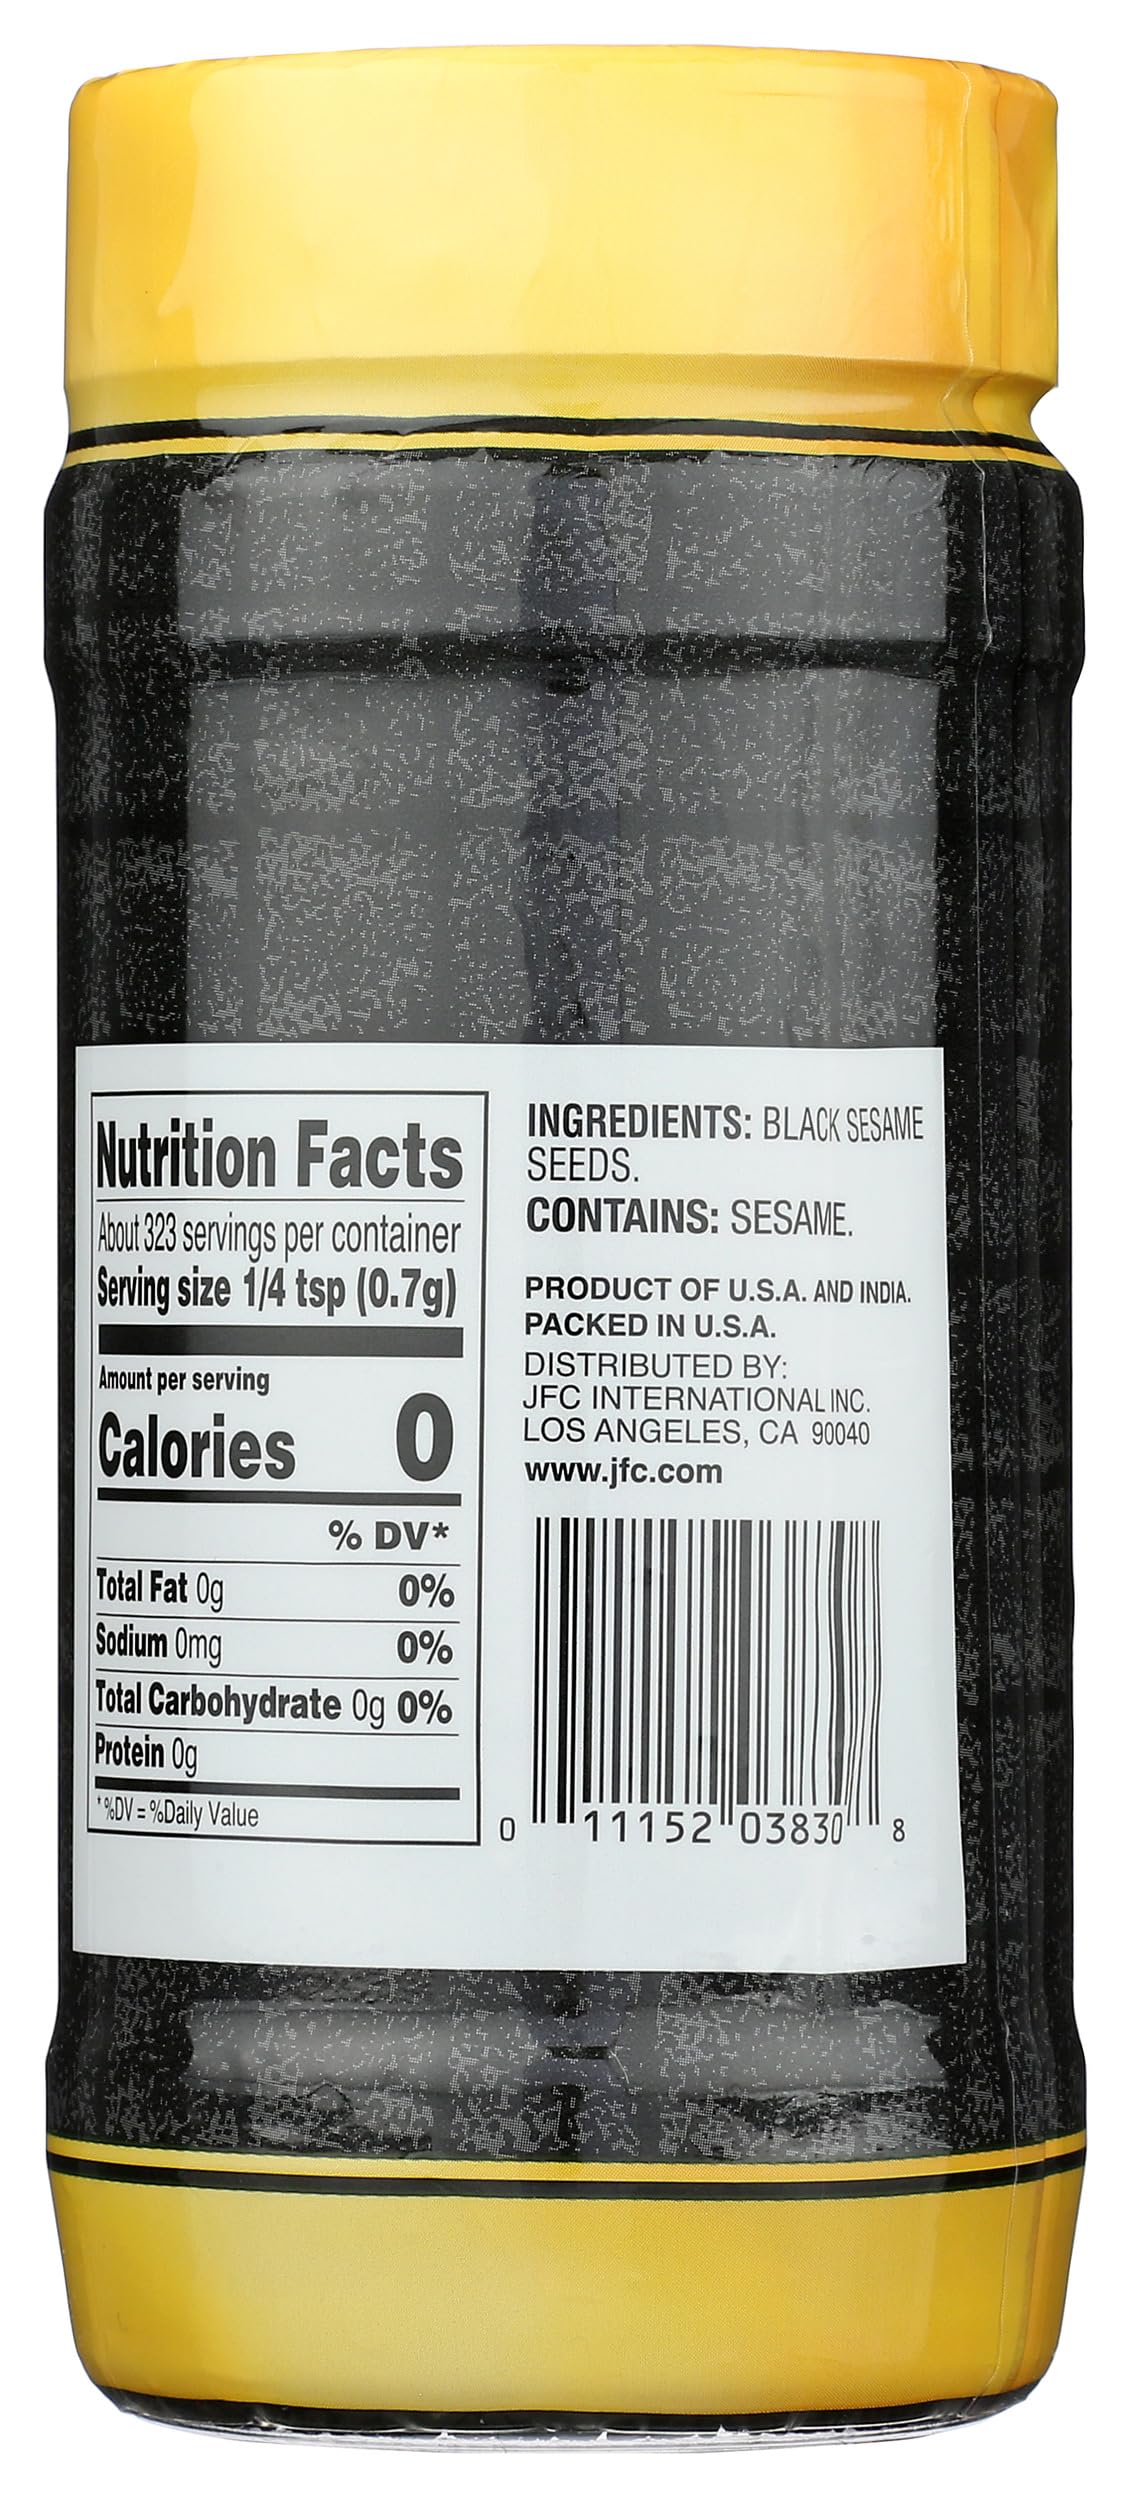 Nutrition Facts
About 323 servings per container
Serving size 1/4 tsp (0.7g)
Amount per serving
Calories 0
% DV*
Total Fat 0g 0%
Sodium 0mg 0%
Total Carbohydrate 0g 0%
Protein 0g
* %DV = %Daily Value
INGREDIENTS: BLACK SESAME
SEEDS.
CONTAINS: SESAME.
PRODUCT OF U.S.A. AND INDIA.
PACKED IN U.S.A.
DISTRIBUTED BY:
JFC INTERNATIONAL INC.
LOS ANGELES, CA 90040
www.jfc.com
0 11152 03830 8